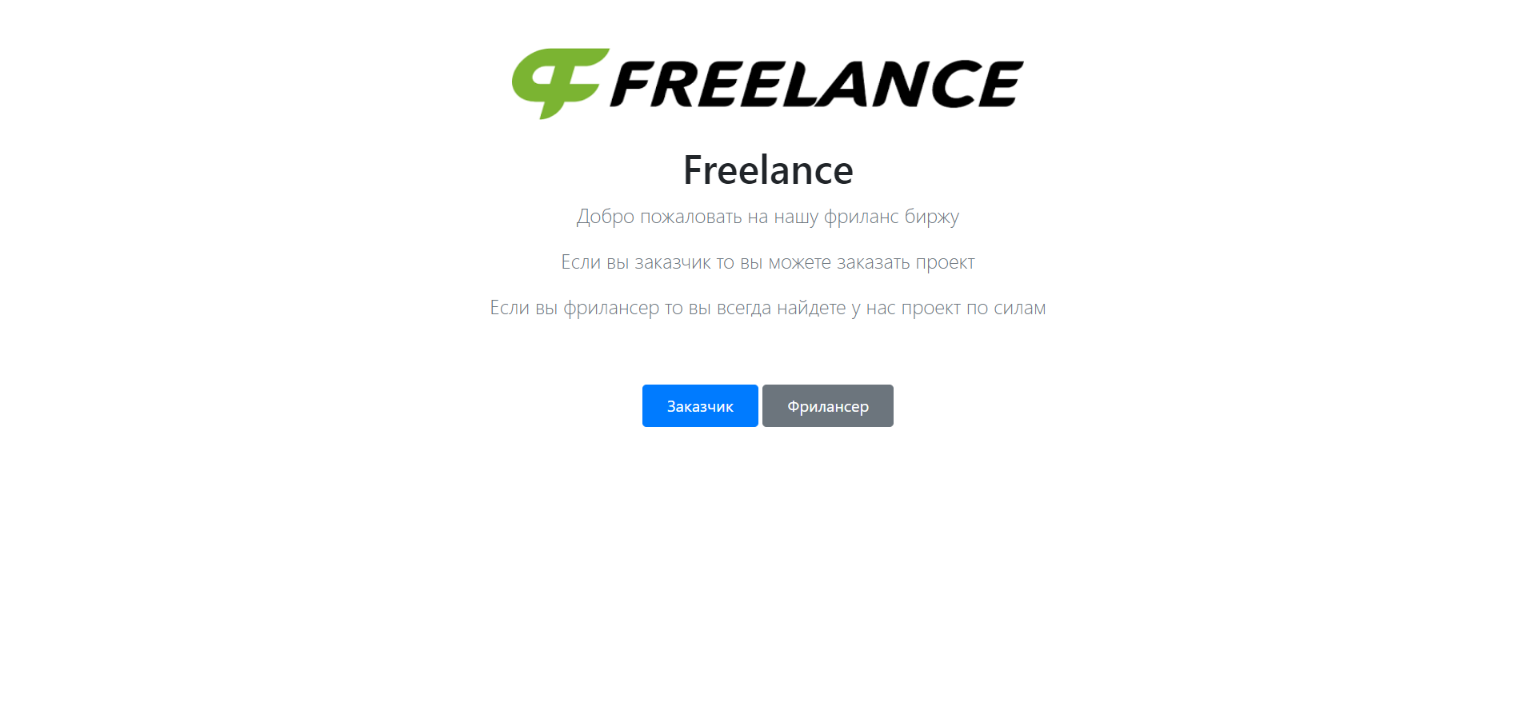 FREELANCE
Freelance
Добро пожаловать на нашу фриланс биржу
Если вы заказчик то вы можете заказать проект
Если вы фрилансер то вы всегда найдете у нас проект по силам
Заказчик Фрилансер